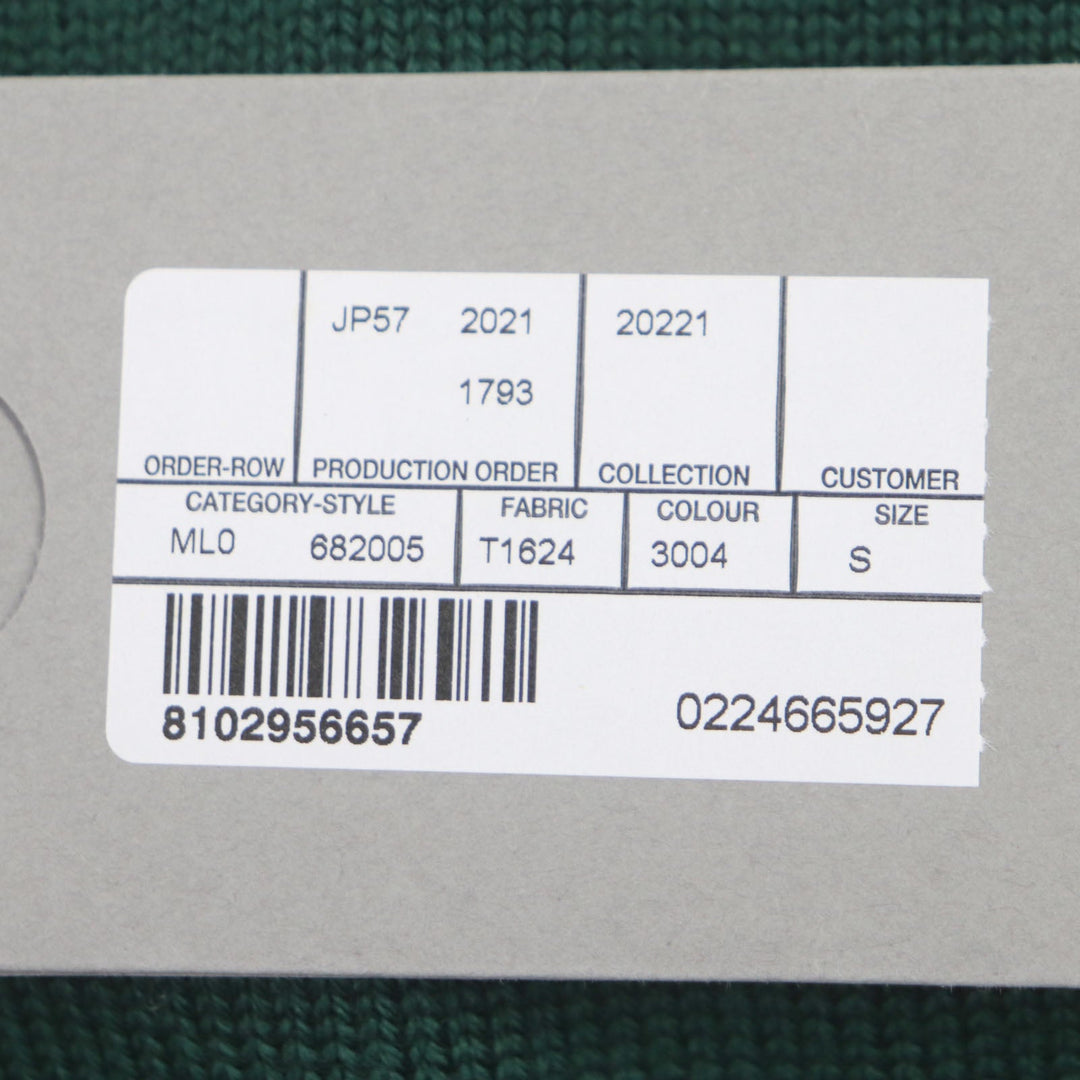 JP57 2021 20221
1793
ORDER-ROW PRODUCTION ORDER COLLECTION CUSTOMER
CATEGORY-STYLE FABRIC COLOUR SIZE
ML0 682005 T1624 3004 S
8102956657 0224665927